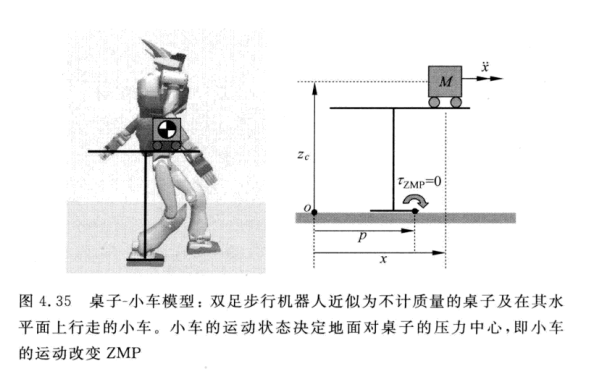 M
ẍ
z_c
τ_ZMP=0
o
p
x
图 4.35 桌子-小车模型：双足步行机器人近似为不计质量的桌子及在其水
平面上行走的小车。小车的运动状态决定地面对桌子的压力中心，即小车
的运动改变 ZMP